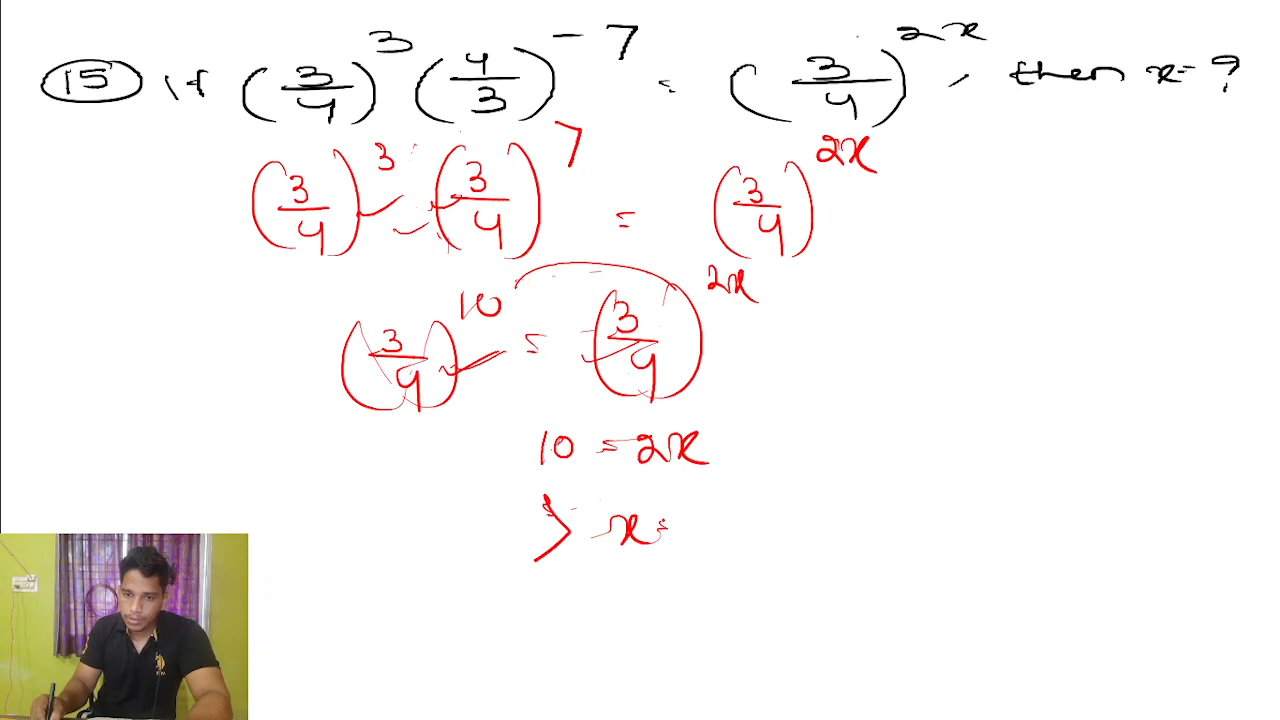 15 If (3/4)^3 (4/3)^-7 = (3/4)^2x, then x = ?
(3/4)^3 (3/4)^7 = (3/4)^2x
(3/4)^10 = (3/4)^2x
10 = 2x
x =